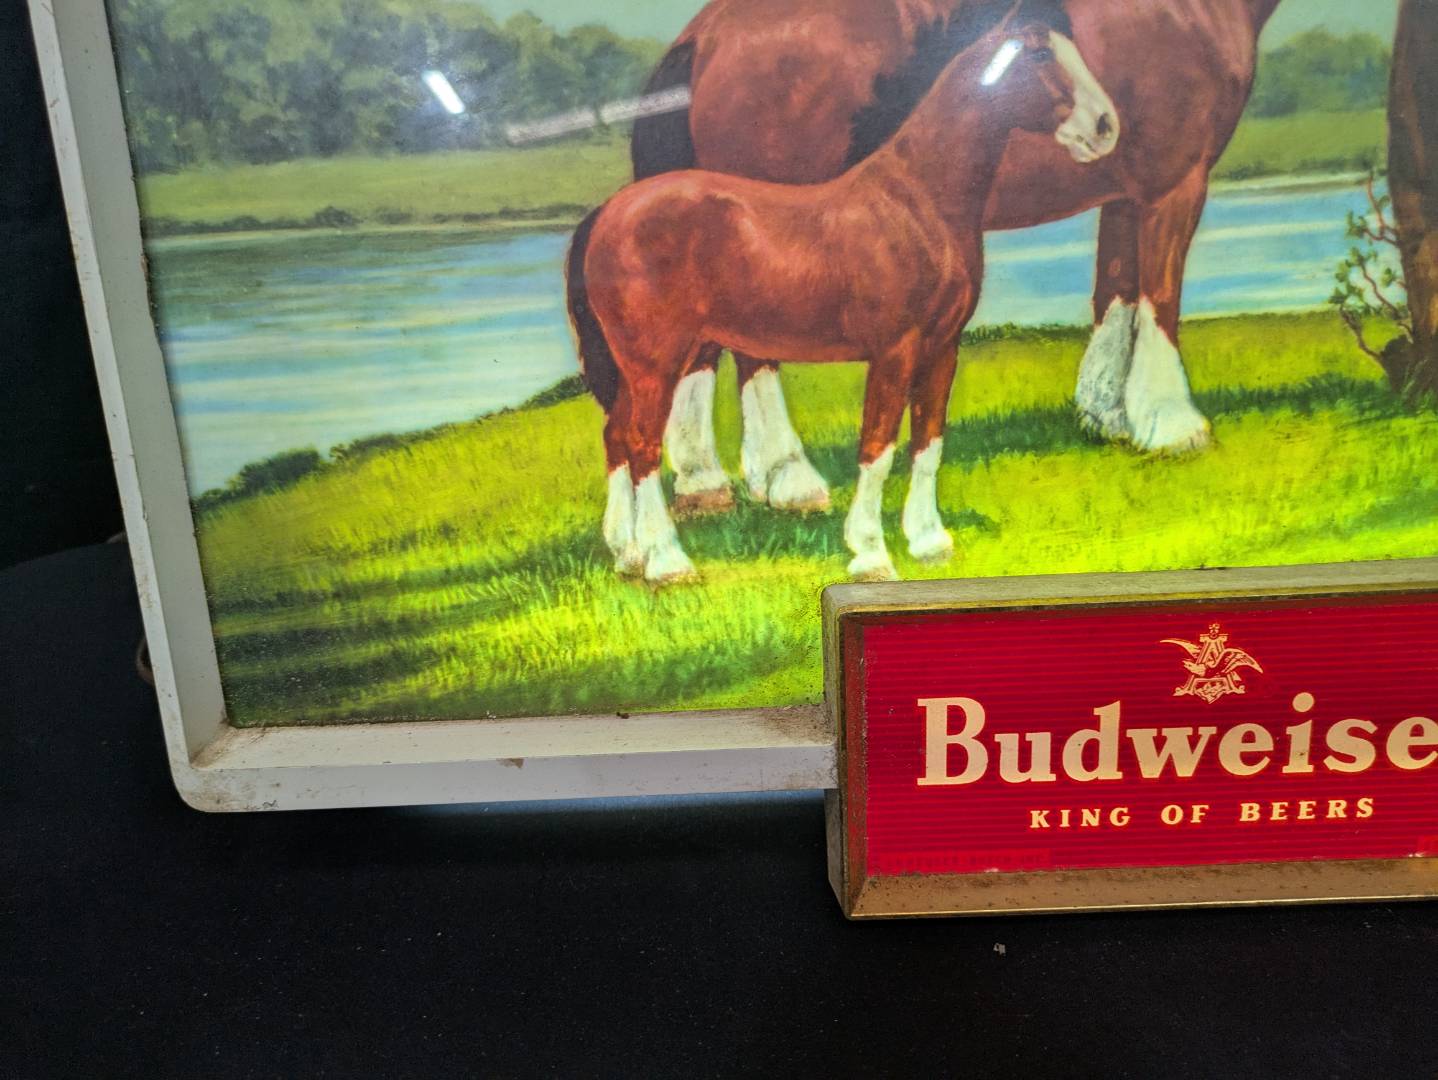 Budweise
KING OF BEERS